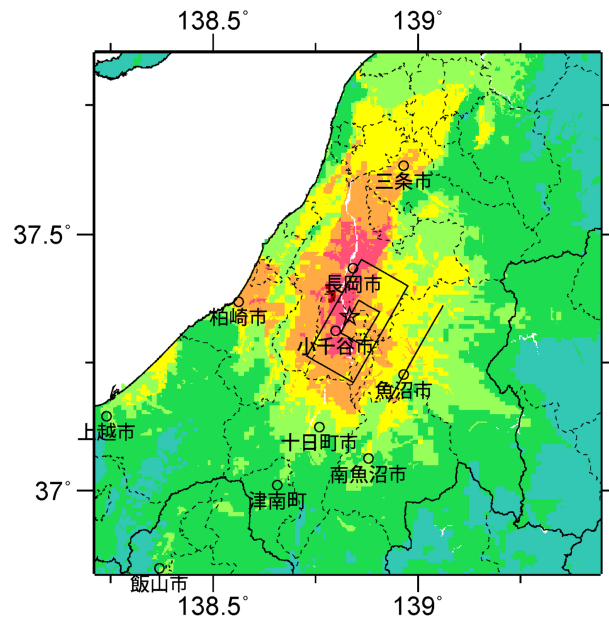 138.5° 139°
三条市
37.5°
長岡市
柏崎市
小千谷市
魚沼市
上越市
十日町市
南魚沼市
37°
津南町
飯山市
138.5° 139°